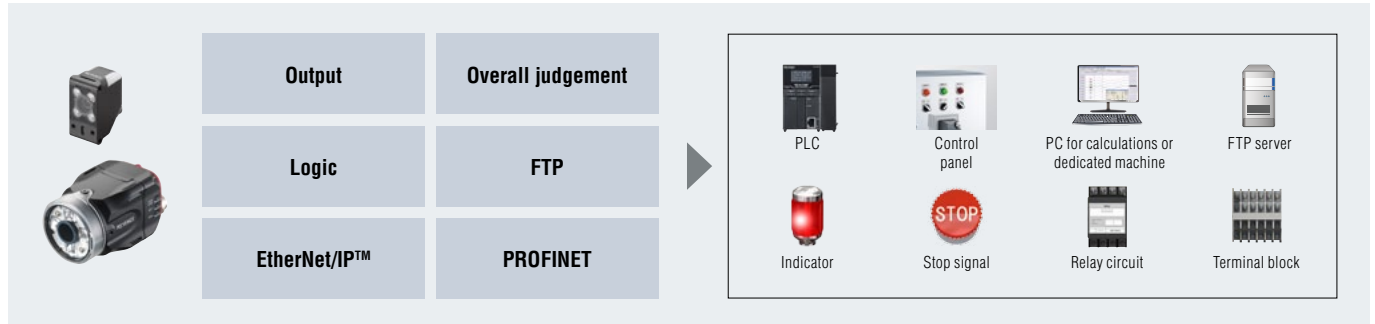 Output
Overall judgement
Logic
FTP
EtherNet/IP™
PROFINET
PLC
Control
panel
PC for calculations or
dedicated machine
FTP server
STOP
Indicator
Stop signal
Relay circuit
Terminal block